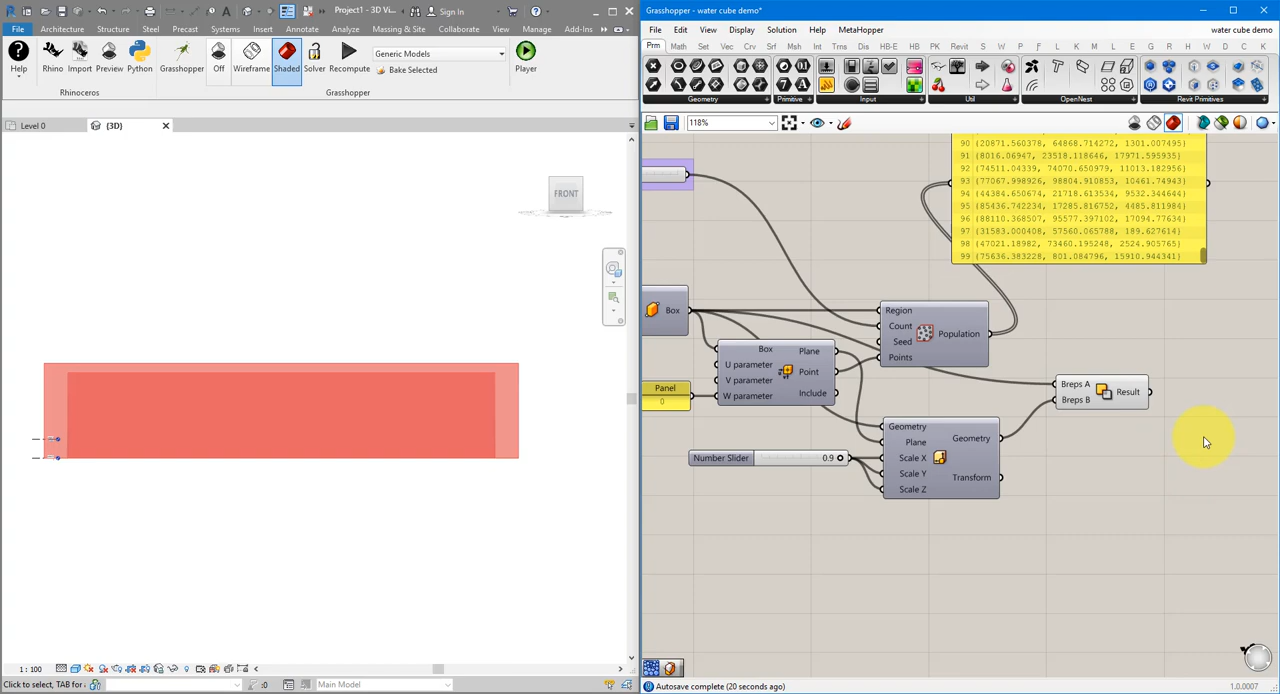 Project1 - 3D Vi...
Sign In
File Architecture Structure Steel Precast Systems Insert Annotate Analyze Massing & Site Collaborate View Manage Add-Ins
Help Rhino Import Preview Python Grasshopper Off Wireframe Shaded Solver Recompute
Generic Models
Bake Selected
Player
Rhinoceros
Grasshopper
Level 0
{3D}
FRONT
1 : 100
Click to select, TAB for
:0
Main Model
Grasshopper - water cube demo*
File Edit View Display Solution Help MetaHopper
water cube demo
Prm Math Set Vec Crv Srf Msh Int Trns Dis HB-E HB PK Revit S W P F L M E G R H W D C K
Geometry
Primitive
Input
Util
OpenNest
Revit Primitives
118%
90 {20871.560378, 64868.714272, 1301.007495}
91 {8016.06947, 23518.118646, 17971.595935}
92 {74511.04339, 74070.650979, 11013.182956}
93 {77067.998926, 98804.910853, 10461.74943}
94 {44384.650674, 21718.613563, 9532.344644}
95 {85436.742234, 17285.816752, 4485.811984}
96 {88110.368507, 95577.397102, 17094.77634}
97 {31583.000408, 57560.065788, 189.627614}
98 {47021.18982, 73460.195248, 2524.905765}
99 {75636.383228, 801.084796, 15910.944341}
Box
Region
Count
Seed
Points
Population
Box
U parameter
V parameter
W parameter
Plane
Point
Include
Panel
0
Breps A
Breps B
Result
Geometry
Plane
Scale X
Scale Y
Scale Z
Geometry
Transform
Number Slider
0.9
Autosave complete (20 seconds ago)
1.0.0007